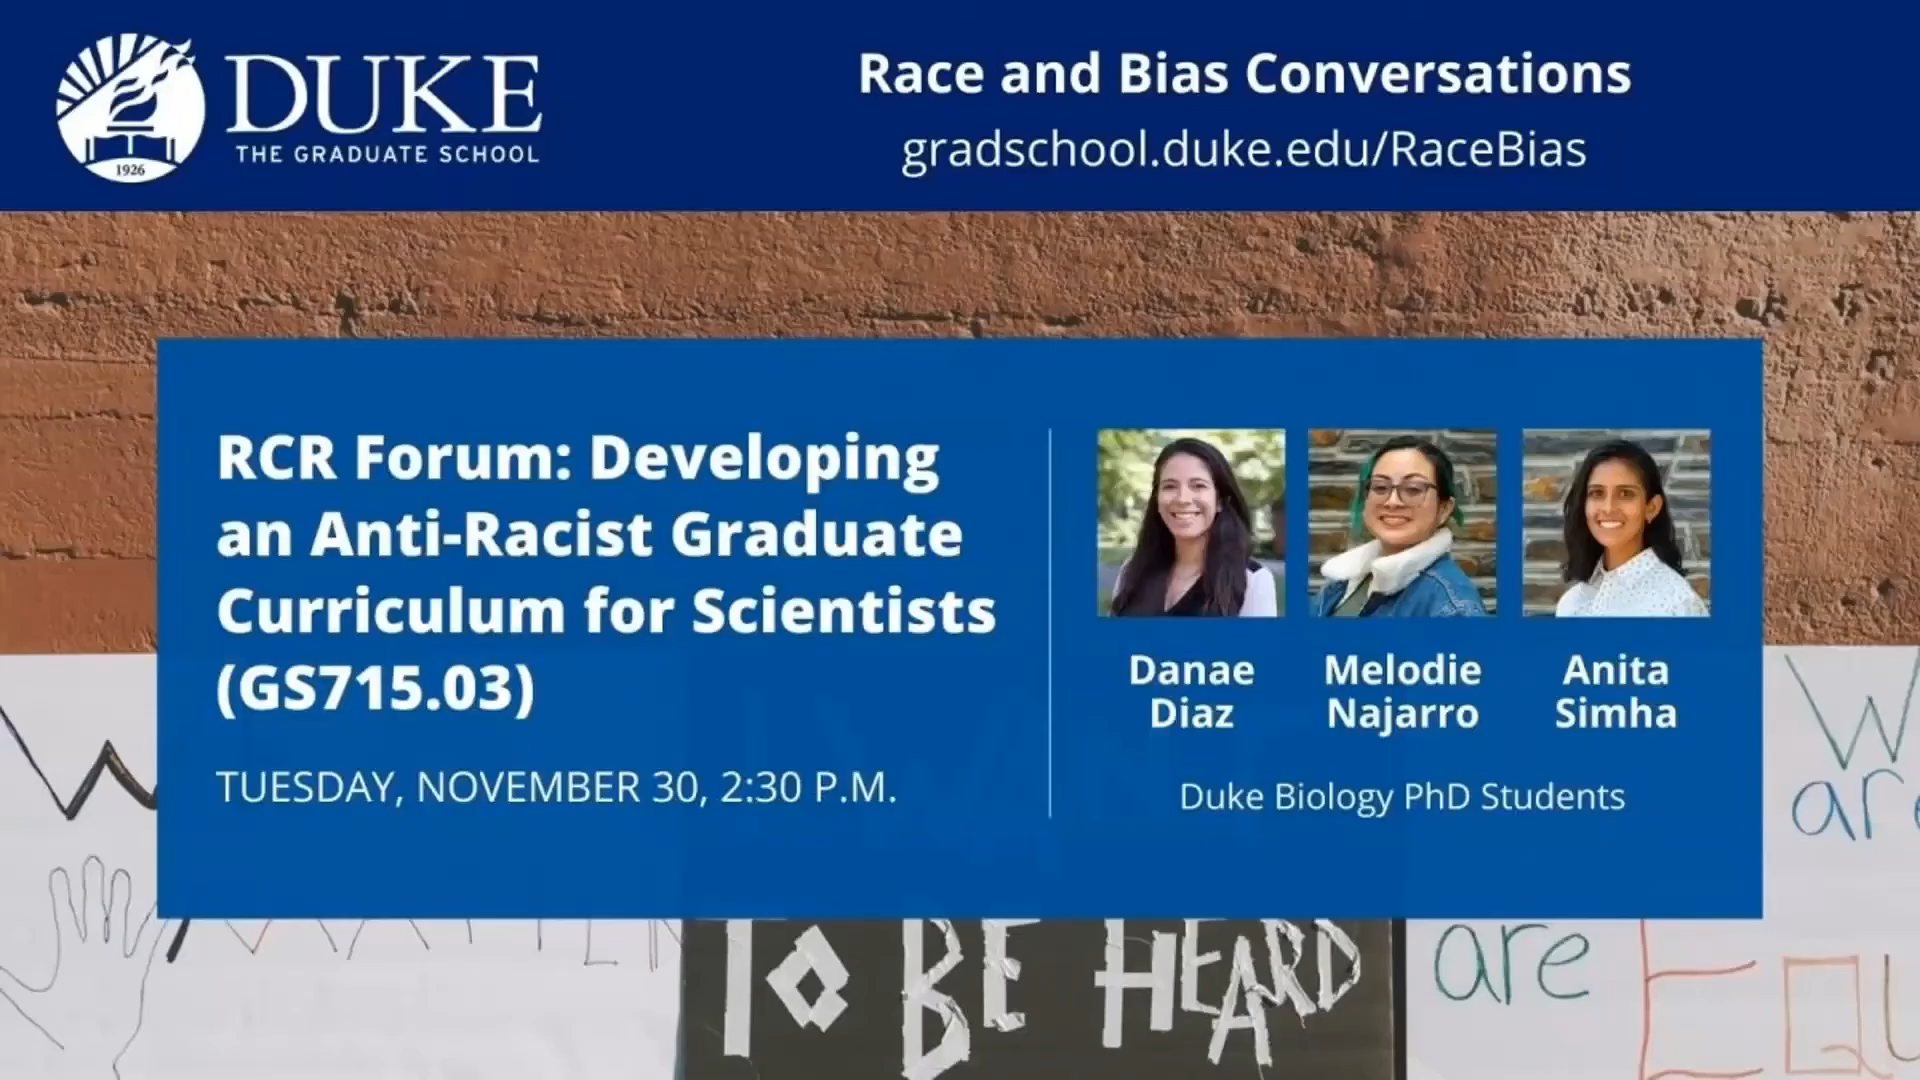 DUKE
THE GRADUATE SCHOOL
1926
Race and Bias Conversations
gradschool.duke.edu/RaceBias
RCR Forum: Developing
an Anti-Racist Graduate
Curriculum for Scientists
(GS715.03)
TUESDAY, NOVEMBER 30, 2:30 P.M.
Danae
Diaz
Melodie
Najarro
Anita
Simha
Duke Biology PhD Students
W
are
TO BE HEARD
are